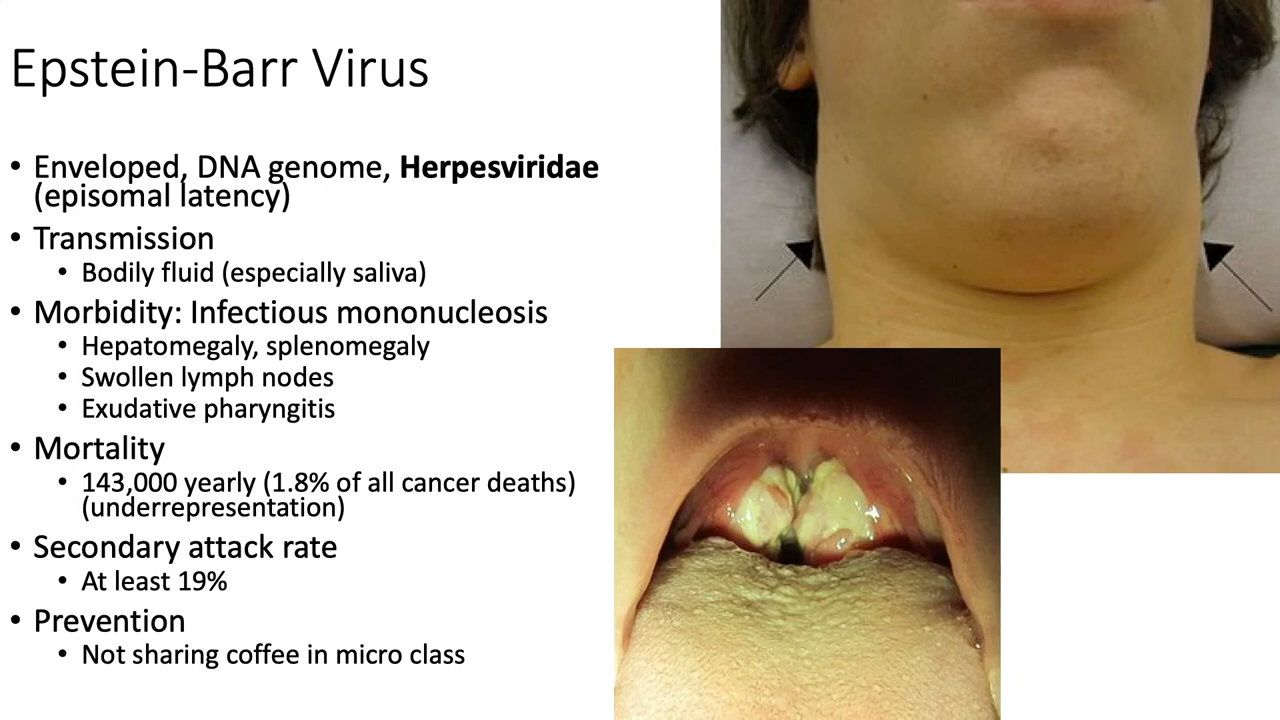 Epstein-Barr Virus
• Enveloped, DNA genome, Herpesviridae
(episomal latency)
• Transmission
• Bodily fluid (especially saliva)
• Morbidity: Infectious mononucleosis
• Hepatomegaly, splenomegaly
• Swollen lymph nodes
• Exudative pharyngitis
• Mortality
• 143,000 yearly (1.8% of all cancer deaths)
(underrepresentation)
• Secondary attack rate
• At least 19%
• Prevention
• Not sharing coffee in micro class